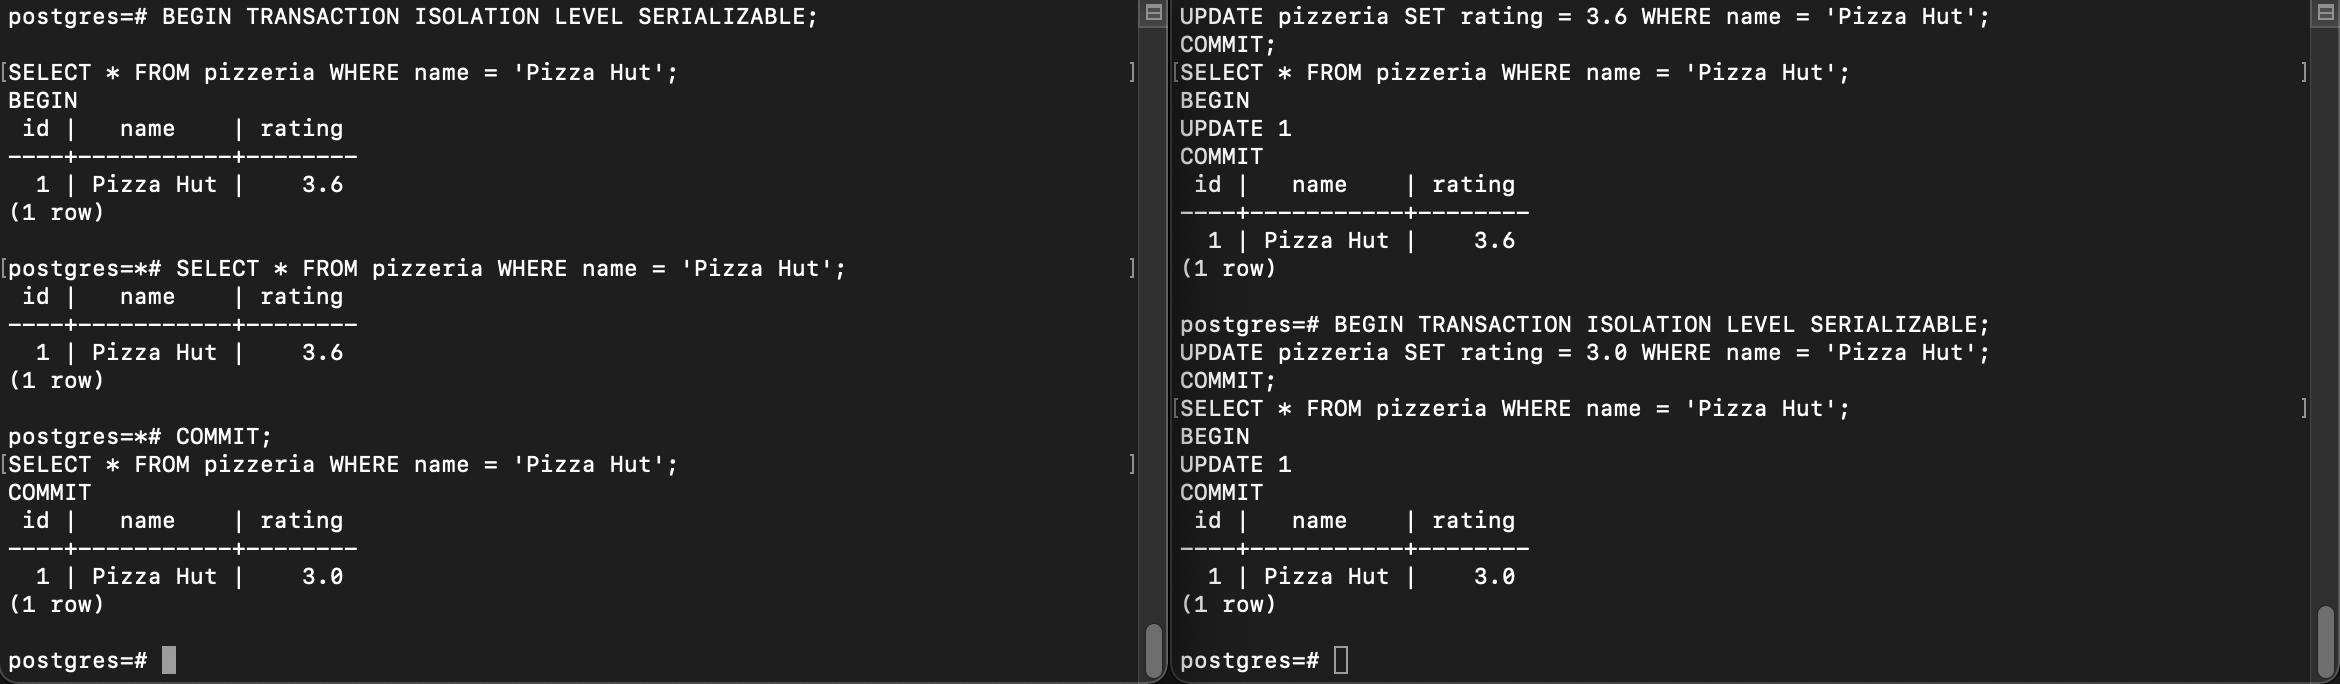 postgres=# BEGIN TRANSACTION ISOLATION LEVEL SERIALIZABLE;

[SELECT * FROM pizzeria WHERE name = 'Pizza Hut'; ]
BEGIN
 id |   name    | rating
----+-----------+--------
  1 | Pizza Hut |    3.6
(1 row)

[postgres=*# SELECT * FROM pizzeria WHERE name = 'Pizza Hut'; ]
 id |   name    | rating
----+-----------+--------
  1 | Pizza Hut |    3.6
(1 row)

postgres=*# COMMIT;
[SELECT * FROM pizzeria WHERE name = 'Pizza Hut'; ]
COMMIT
 id |   name    | rating
----+-----------+--------
  1 | Pizza Hut |    3.0
(1 row)

postgres=#
UPDATE pizzeria SET rating = 3.6 WHERE name = 'Pizza Hut';
COMMIT;
[SELECT * FROM pizzeria WHERE name = 'Pizza Hut'; ]
BEGIN
UPDATE 1
COMMIT
 id |   name    | rating
----+-----------+--------
  1 | Pizza Hut |    3.6
(1 row)

postgres=# BEGIN TRANSACTION ISOLATION LEVEL SERIALIZABLE;
UPDATE pizzeria SET rating = 3.0 WHERE name = 'Pizza Hut';
COMMIT;
[SELECT * FROM pizzeria WHERE name = 'Pizza Hut'; ]
BEGIN
UPDATE 1
COMMIT
 id |   name    | rating
----+-----------+--------
  1 | Pizza Hut |    3.0
(1 row)

postgres=#